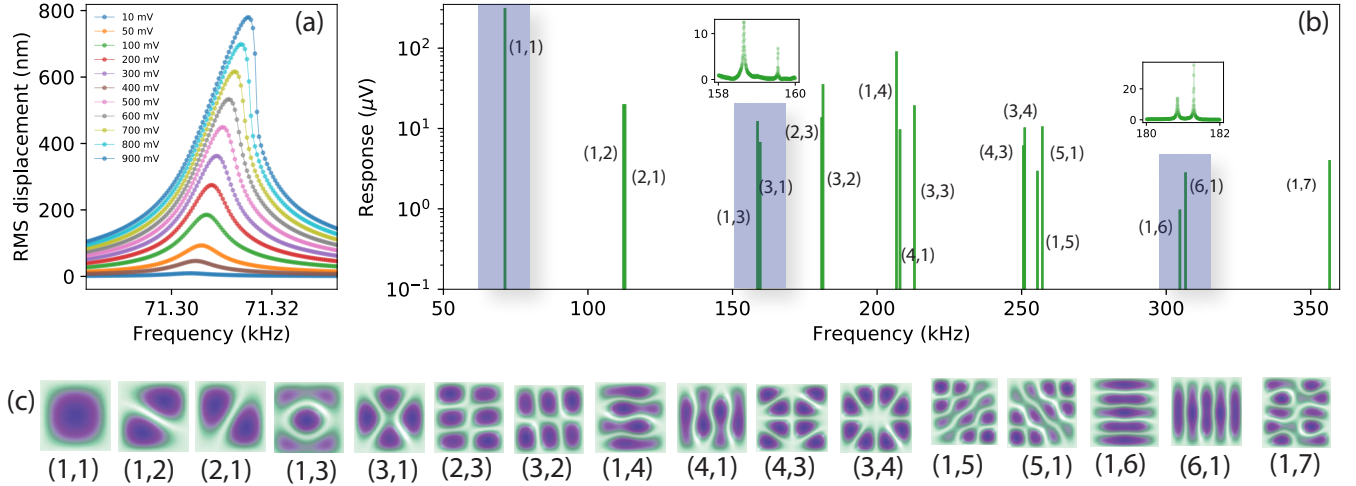 (a)
RMS displacement (nm)
800
600
400
200
0
10 mV
50 mV
100 mV
200 mV
300 mV
400 mV
500 mV
600 mV
700 mV
800 mV
900 mV
71.30
71.32
Frequency (kHz)
(b)
Response (μV)
10²
10¹
10⁰
10⁻¹
(1,1)
(1,2)
(2,1)
(1,3)
(3,1)
(2,3)
(3,2)
(1,4)
(4,1)
(3,3)
(4,3)
(3,4)
(5,1)
(1,5)
(1,6)
(6,1)
(1,7)
10
0
158
160
20
0
180
182
50
100
150
200
250
300
350
Frequency (kHz)
(c)
(1,1) (1,2) (2,1) (1,3) (3,1) (2,3) (3,2) (1,4) (4,1) (4,3) (3,4) (1,5) (5,1) (1,6) (6,1) (1,7)